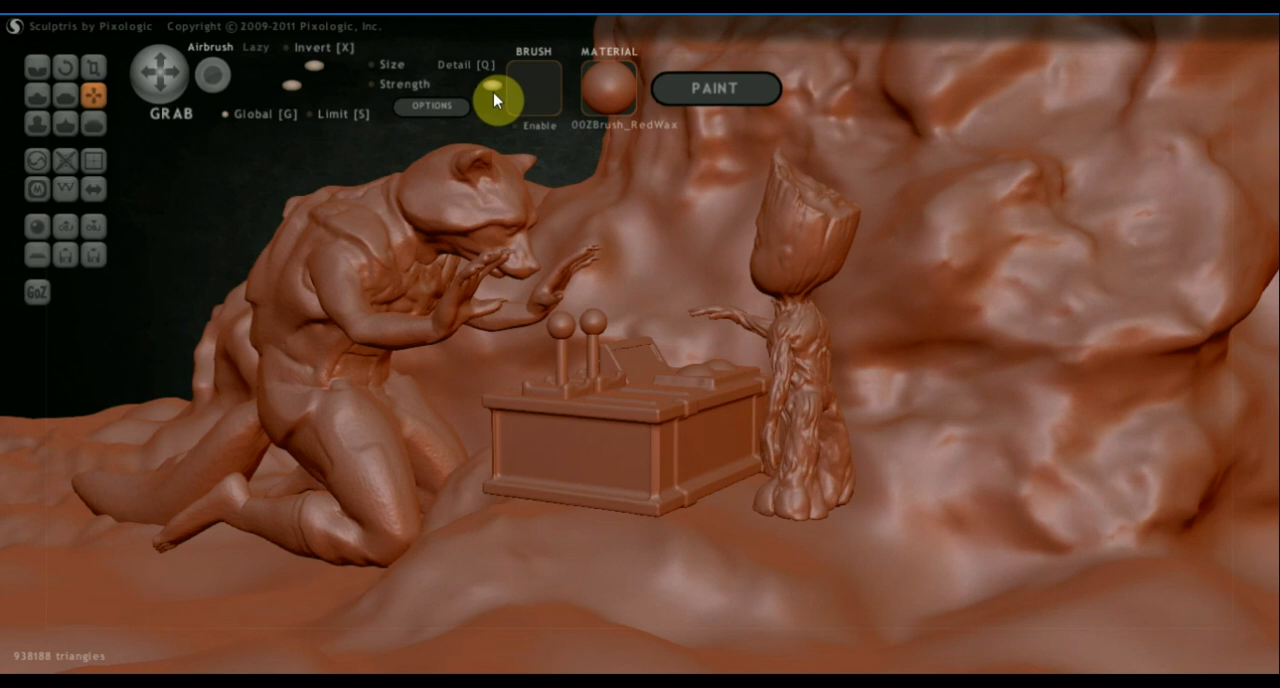 Sculptris by Pixologic Copyright © 2009-2011 Pixologic, Inc.
Airbrush Lazy Invert [X]
BRUSH
MATERIAL
Size
Detail [Q]
Strength
PAINT
OPTIONS
GRAB
Global [G] Limit [S]
Enable
00ZBrush_RedWax
GoZ
938188 triangles